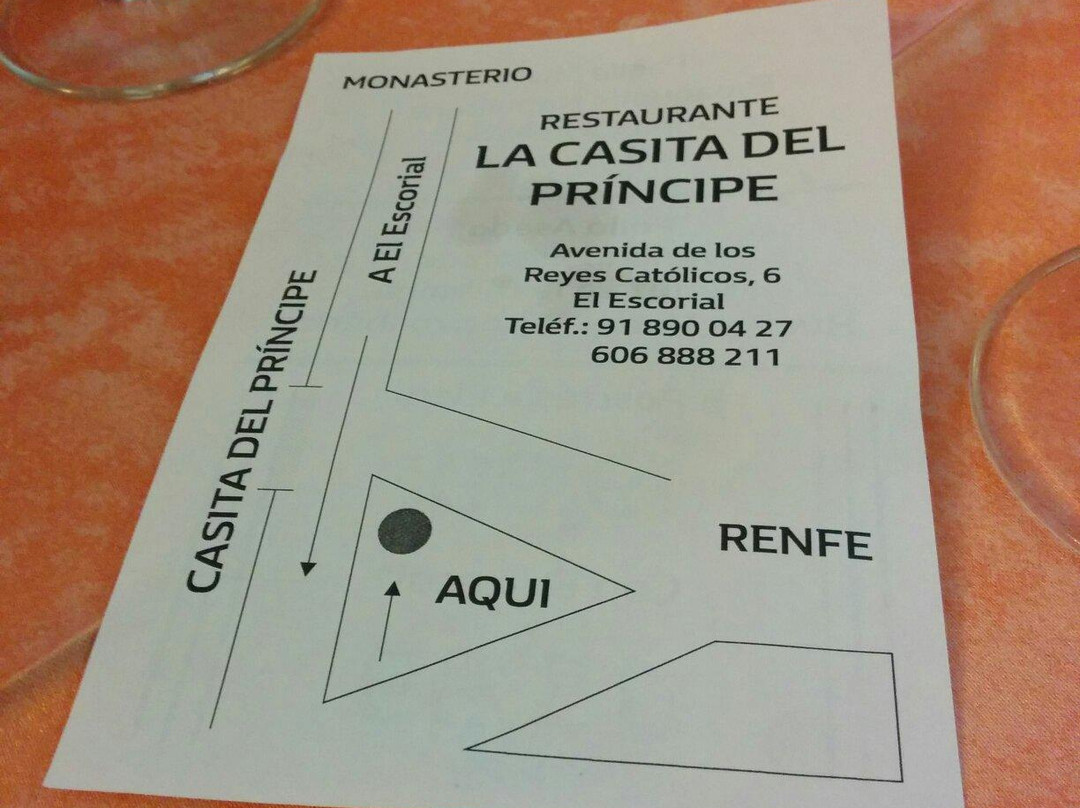 MONASTERIO
RESTAURANTE
LA CASITA DEL
PRÍNCIPE
Avenida de los
Reyes Católicos, 6
El Escorial
Teléf.: 91 890 04 27
606 888 211
A El Escorial
CASITA DEL PRÍNCIPE
RENFE
AQUI